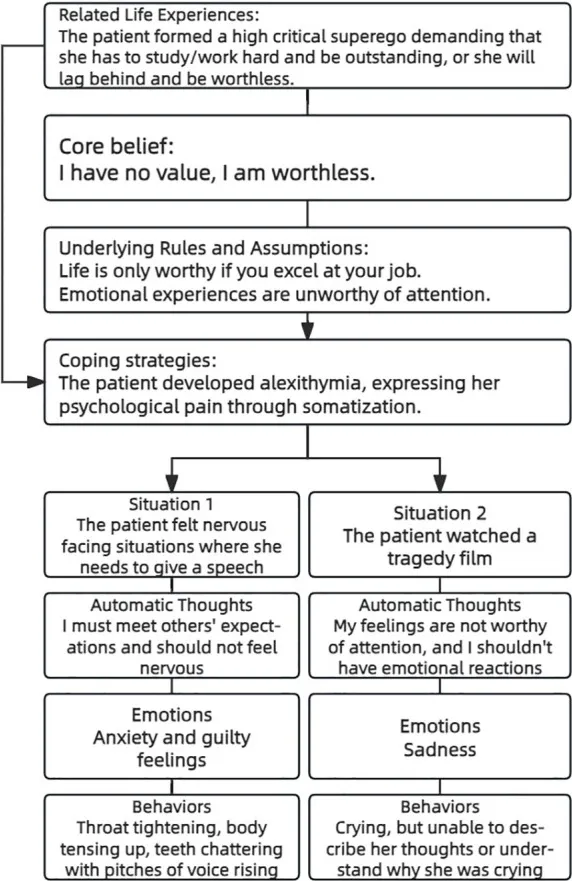 Related Life Experiences:
The patient formed a high critical superego demanding that
she has to study/work hard and be outstanding, or she will
lag behind and be worthless.
Core belief:
I have no value, I am worthless.
Underlying Rules and Assumptions:
Life is only worthy if you excel at your job.
Emotional experiences are unworthy of attention.
Coping strategies:
The patient developed alexithymia, expressing her
psychological pain through somatization.
Situation 1
The patient felt nervous
facing situations where she
needs to give a speech
Automatic Thoughts
I must meet others' expect-
ations and should not feel
nervous
Emotions
Anxiety and guilty
feelings
Behaviors
Throat tightening, body
tensing up, teeth chattering
with pitches of voice rising
Situation 2
The patient watched a
tragedy film
Automatic Thoughts
My feelings are not worthy
of attention, and I shouldn't
have emotional reactions
Emotions
Sadness
Behaviors
Crying, but unable to des-
cribe her thoughts or under-
stand why she was crying